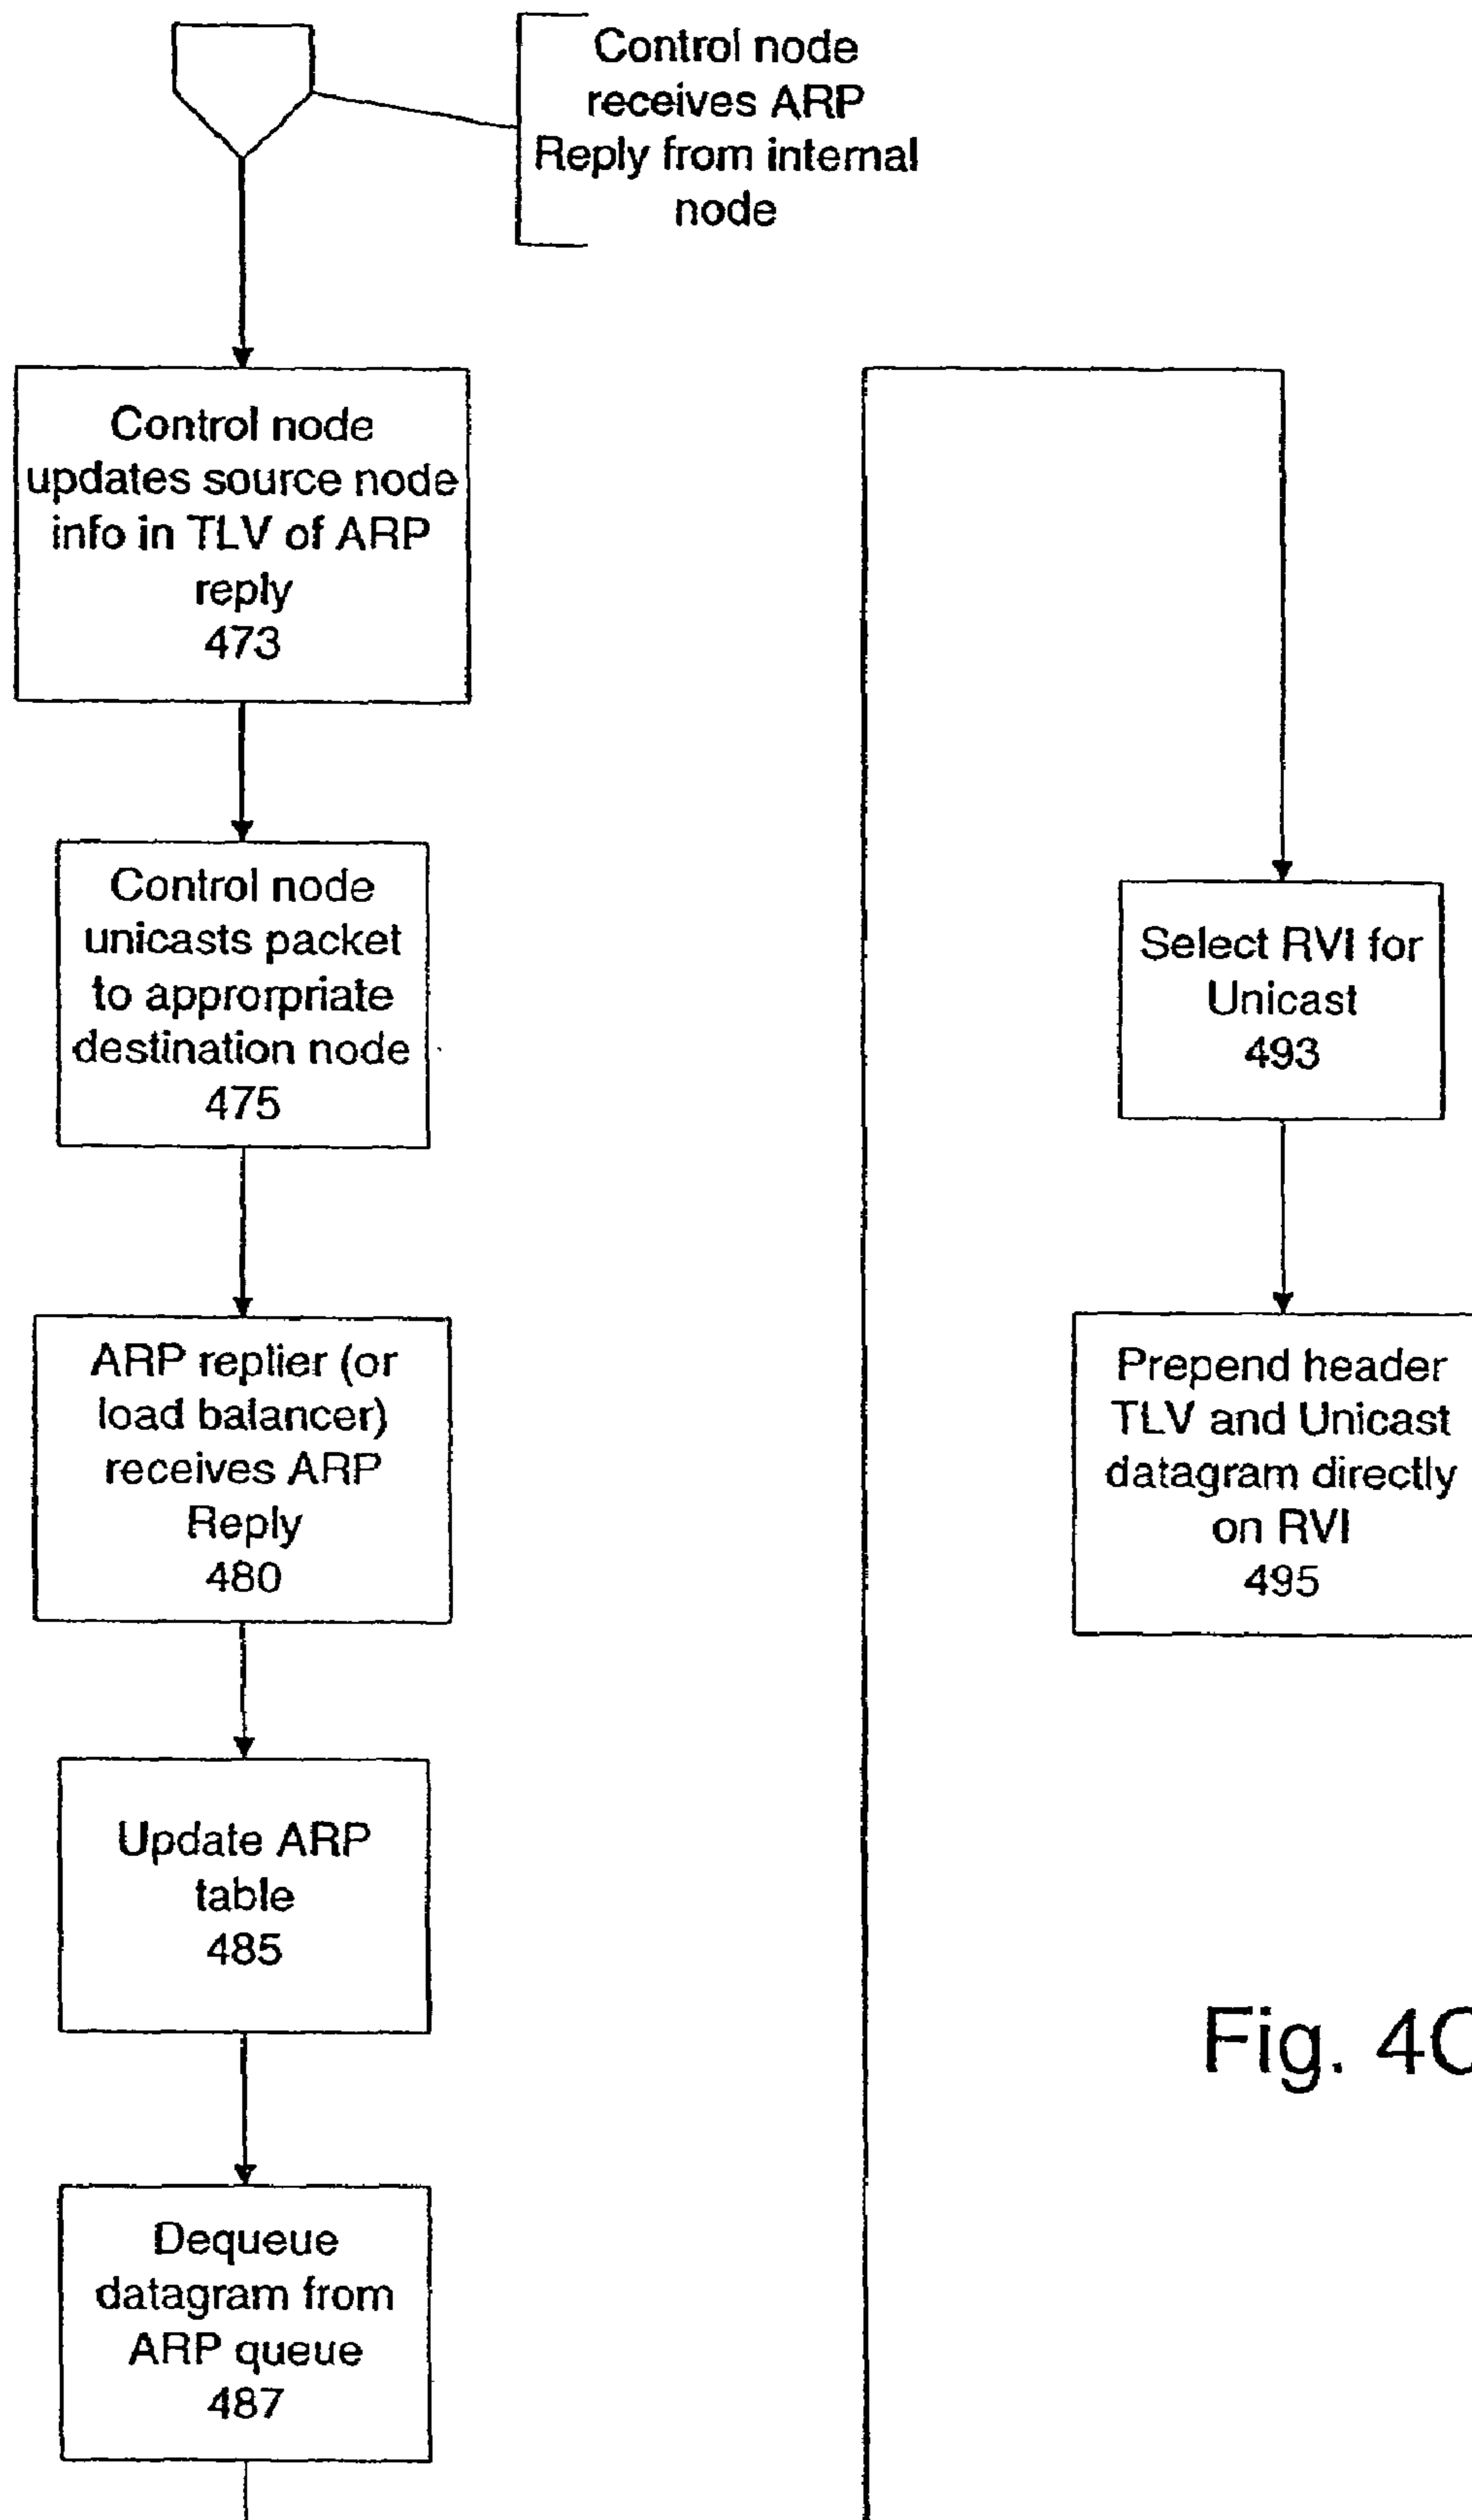 Control node
receives ARP
Reply from internal
node
Control node
updates source node
info in TLV of ARP
reply
473
Control node
unicasts packet
to approrpriate
destination node
475
ARP replier (or
load balancer)
receives ARP
Reply
480
Update ARP
table
485
Dequeue
datagram from
ARP queue
487
Select RVI for
Unicast
493
Prepend header
TLV and Unicast
datagram directly
on RVI
495
Fig.